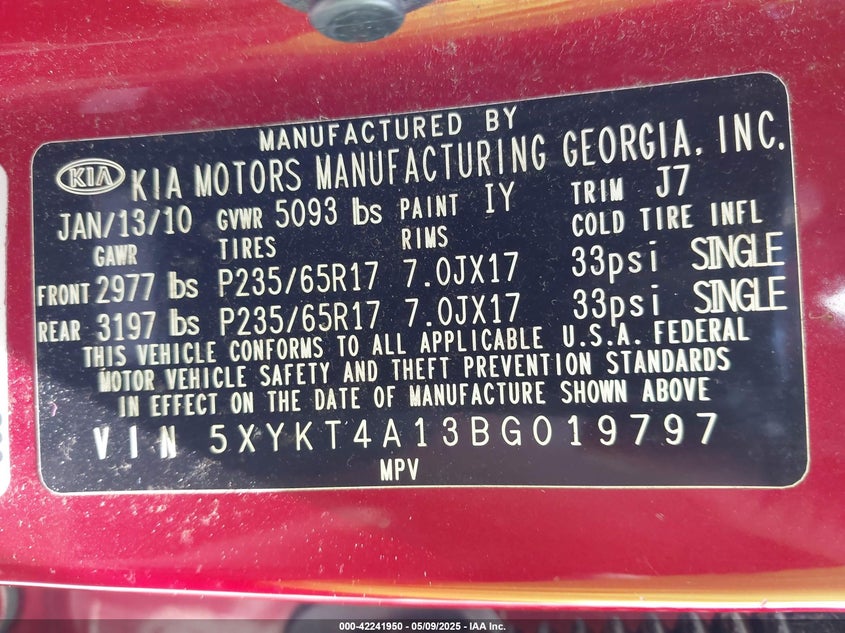 MANUFACTURED BY
KIA KIA MOTORS MANUFACTURING GEORGIA, INC.
JAN/13/10 GVWR 5093 lbs PAINT IY TRIM J7
GAWR TIRES RIMS COLD TIRE INFL
FRONT 2977 lbs P235/65R17 7.0JX17 33psi SINGLE
REAR 3197 lbs P235/65R17 7.0JX17 33psi SINGLE
THIS VEHICLE CONFORMS TO ALL APPLICABLE U.S.A. FEDERAL
MOTOR VEHICLE SAFETY AND THEFT PREVENTION STANDARDS
IN EFFECT ON THE DATE OF MANUFACTURE SHOWN ABOVE
VIN 5XYKT4A13BG019797
MPV
000-42241950 - 05/09/2025 - IAA Inc.